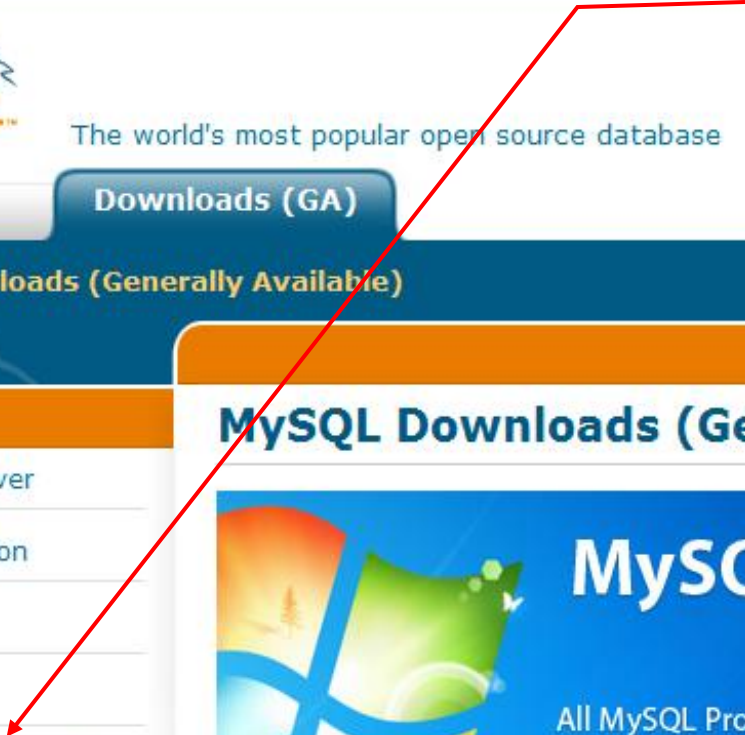 The world's most popular open source database
Downloads (GA)
loads (Generally Available)
MySQL Downloads (Ge
ver
on
MySQ
All MySQL Pro